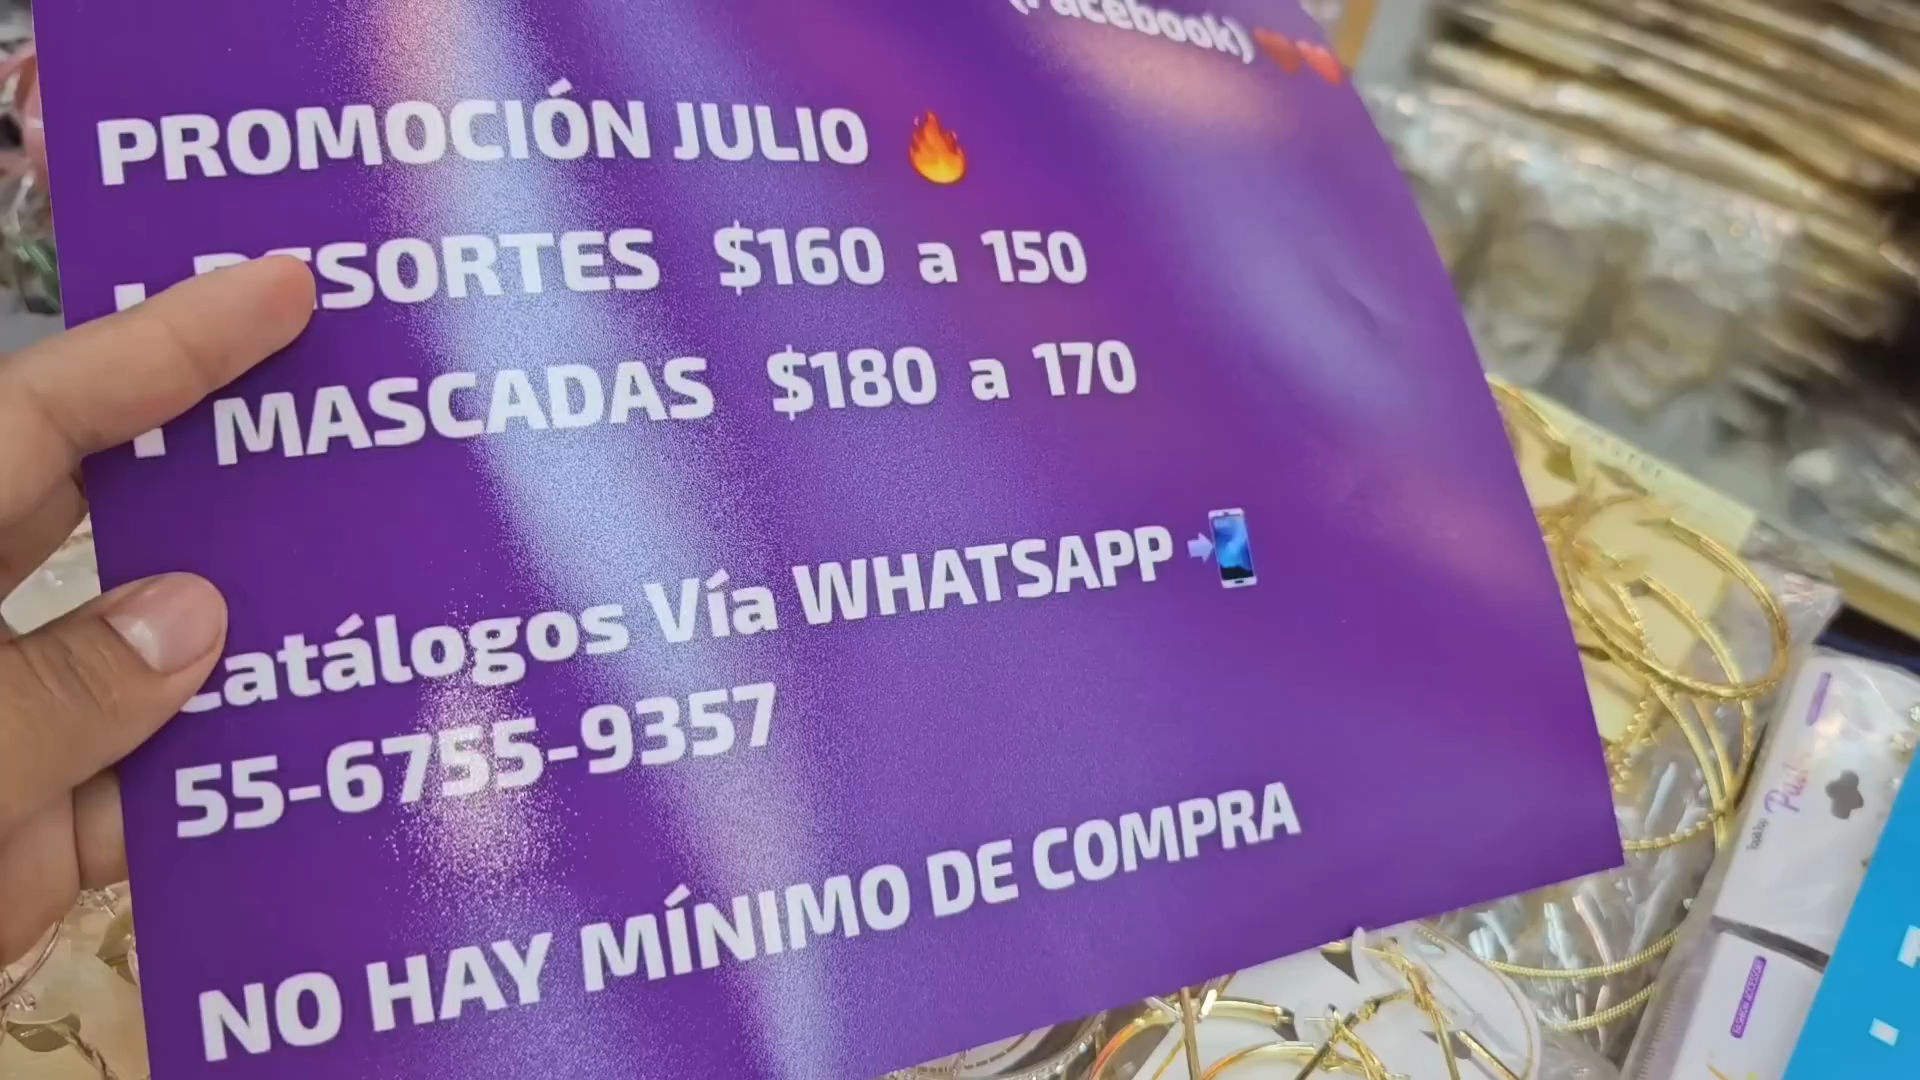 (Facebook) ❤️❤️
PROMOCIÓN JULIO 🔥
RESORTES $160 a 150
MASCADAS $180 a 170
Catálogos Vía WHATSAPP 📲
55-6755-9357
NO HAY MÍNIMO DE COMPRA